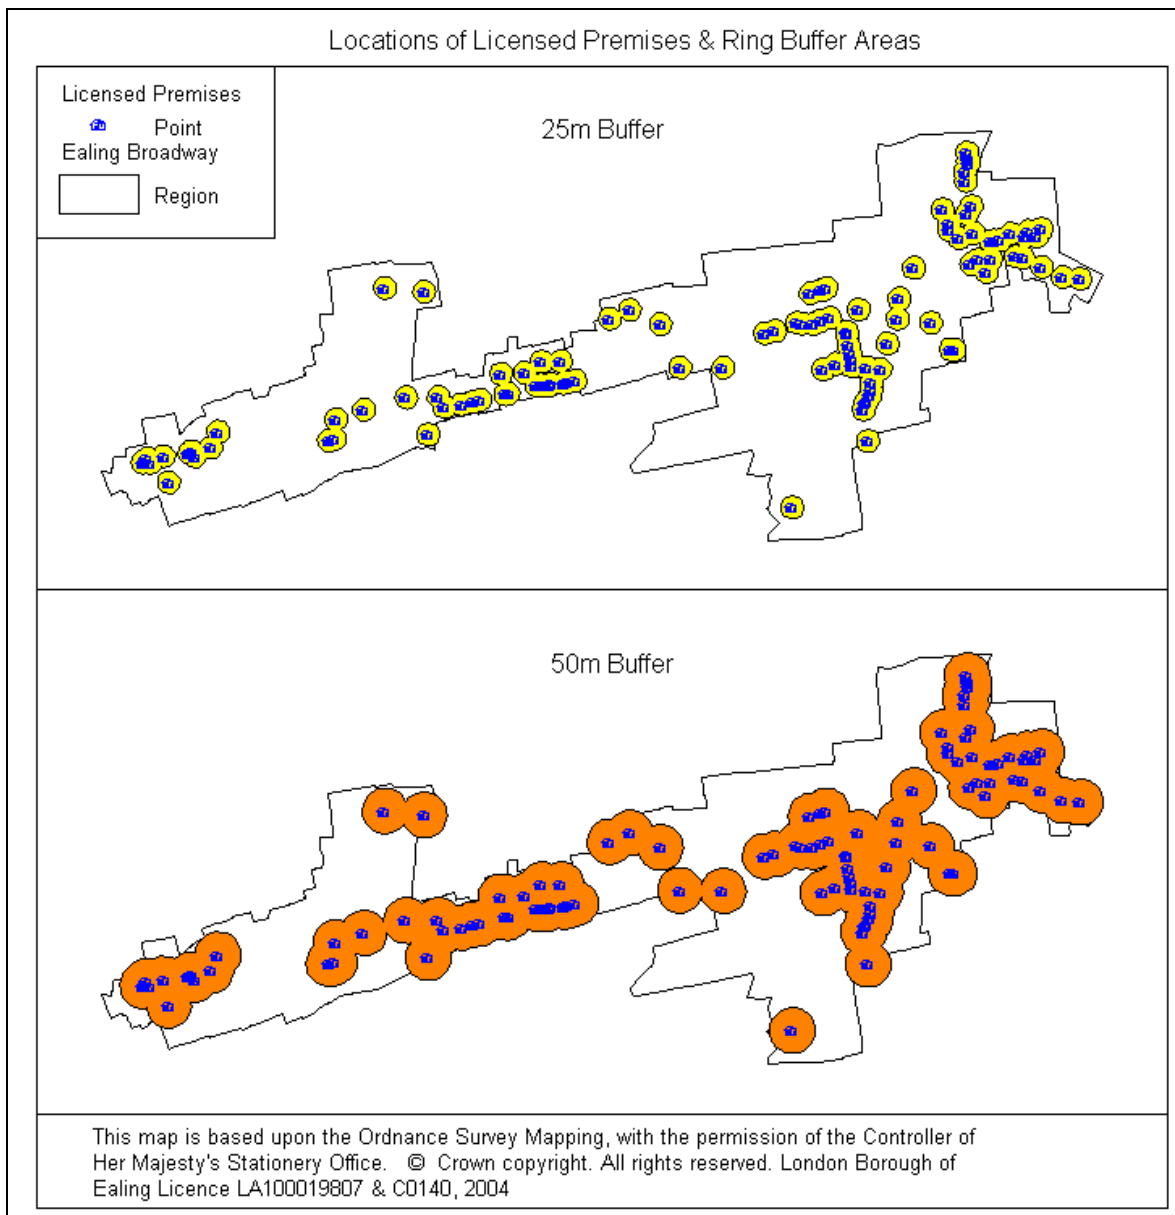 Locations of Licensed Premises & Ring Buffer Areas
Licensed Premises
Point
Ealing Broadway
Region
25m Buffer
50m Buffer
This map is based upon the Ordnance Survey Mapping, with the permission of the Controller of
Her Majesty's Stationery Office. © Crown copyright. All rights reserved. London Borough of
Ealing Licence LA100019807 & C0140, 2004